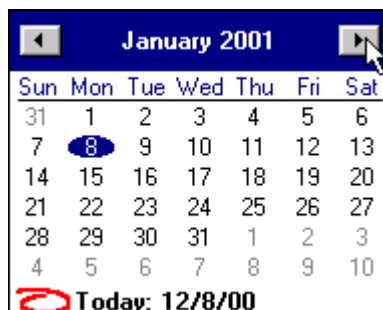 January 2001
Sun Mon Tue Wed Thu Fri Sat
31 1 2 3 4 5 6
7 8 9 10 11 12 13
14 15 16 17 18 19 20
21 22 23 24 25 26 27
28 29 30 31 1 2 3
4 5 6 7 8 9 10
Today: 12/8/00